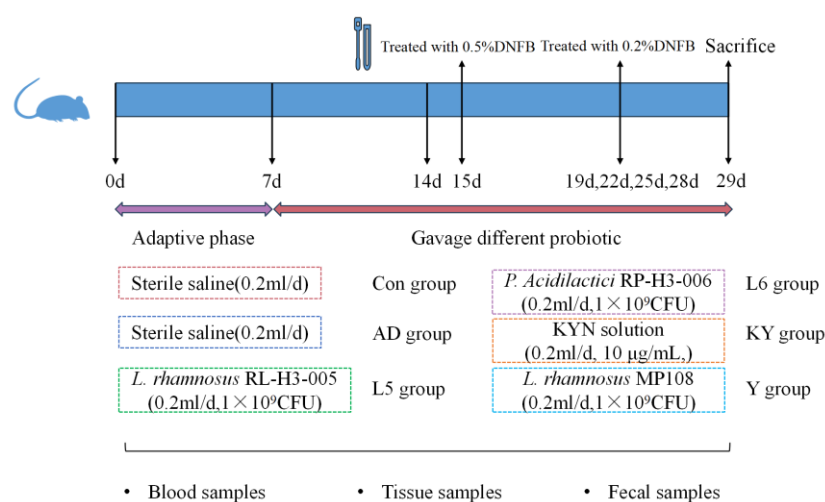 Treated with 0.5%DNFB Treated with 0.2%DNFB Sacrifice
0d 7d 14d 15d 19d,22d,25d,28d 29d
Adaptive phase Gavage different probiotic
Sterile saline(0.2ml/d) Con group
P. Acidilactici RP-H3-006
(0.2ml/d,1×10⁹CFU) L6 group
Sterile saline(0.2ml/d) AD group
KYN solution
(0.2ml/d, 10 μg/mL,) KY group
L. rhamnosus RL-H3-005
(0.2ml/d,1×10⁹CFU) L5 group
L. rhamnosus MP108
(0.2ml/d,1×10⁹CFU) Y group
• Blood samples • Tissue samples • Fecal samples